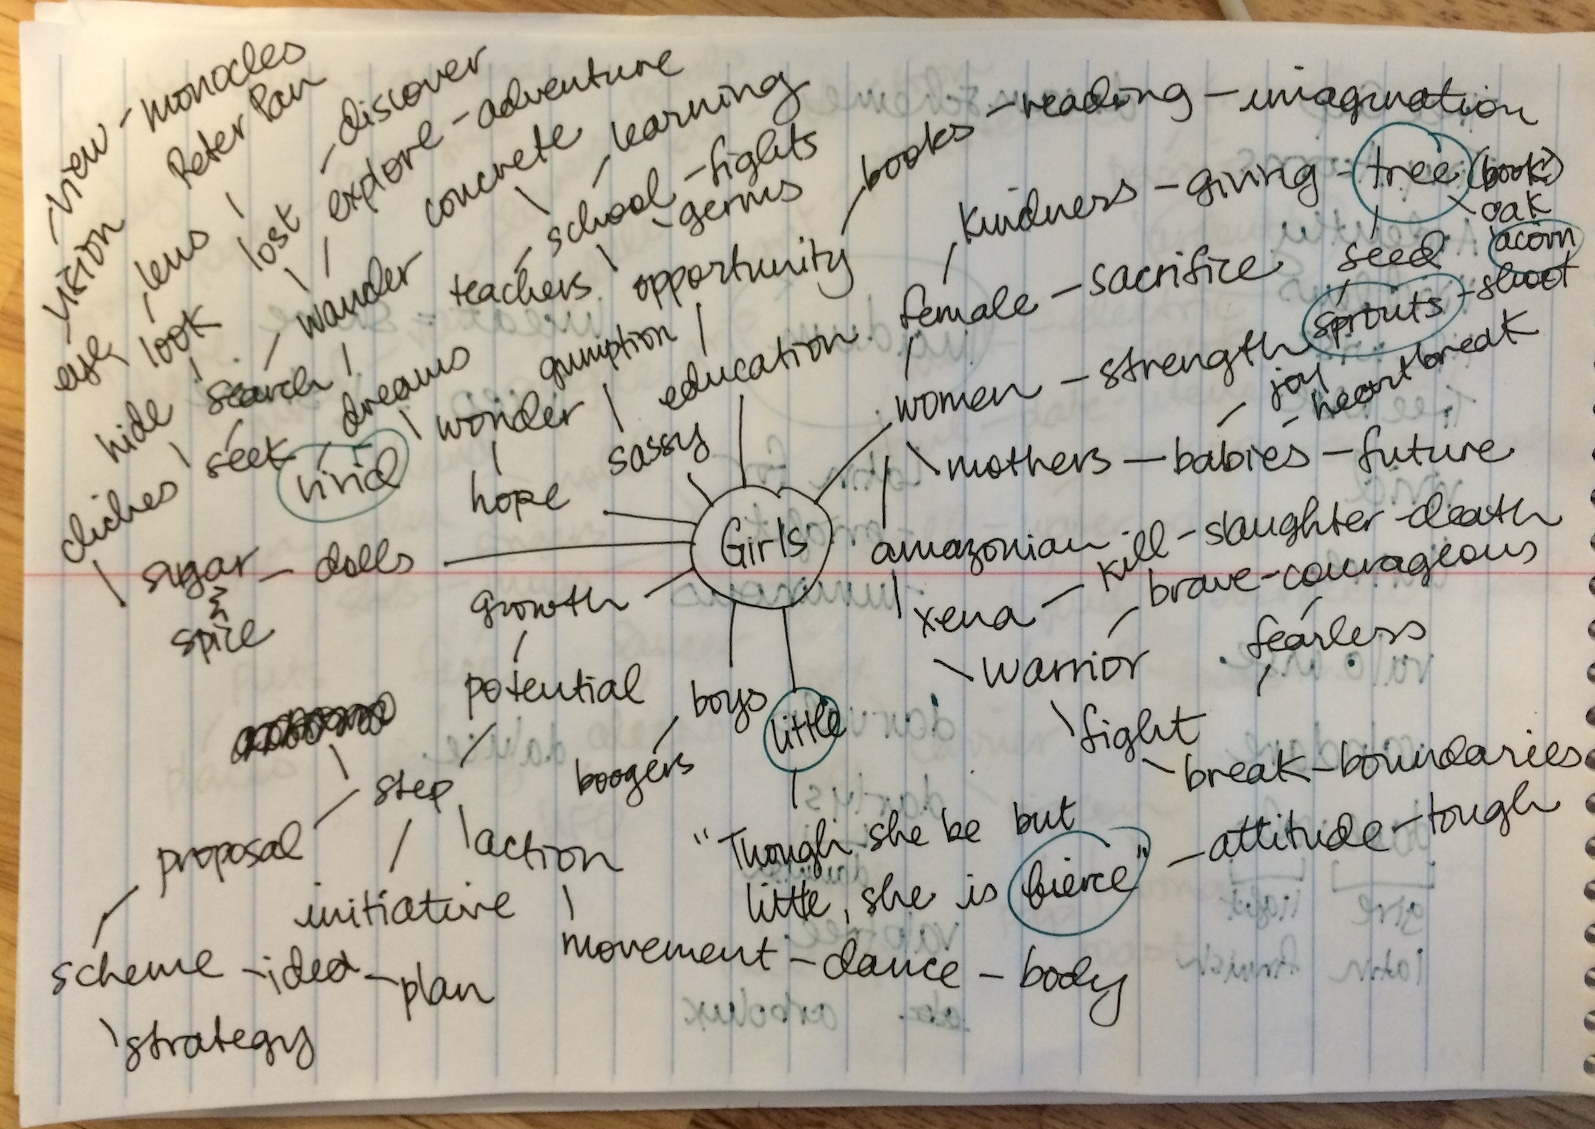 view - monocles
vision
Peter Pan
eye
lens
look
lost - discover
explore - adventure
concrete
learning
school - fights
germs
teachers
wander
search
hide
seek
cliches
dreams
vivid
wonder
hope
gumption
sassy
education
opportunity
books - reading - imagination
kindness - giving - tree (book)
oak
acorn
seed
sprouts - shoot
female - sacrifice
women - strength
joy
heartbreak
mothers - babies - future
Girls
amazonian
xena - kill - slaughter - death
brave - courageous
fearless
warrior
fight
break - boundaries
sugar - dolls
&
spice
growth
potential
step
proposal
initiative
action
scheme - idea - plan
strategy
movement - dance - body
boys
boogers
little
"Though she be but
little, she is fierce" - attitude - tough